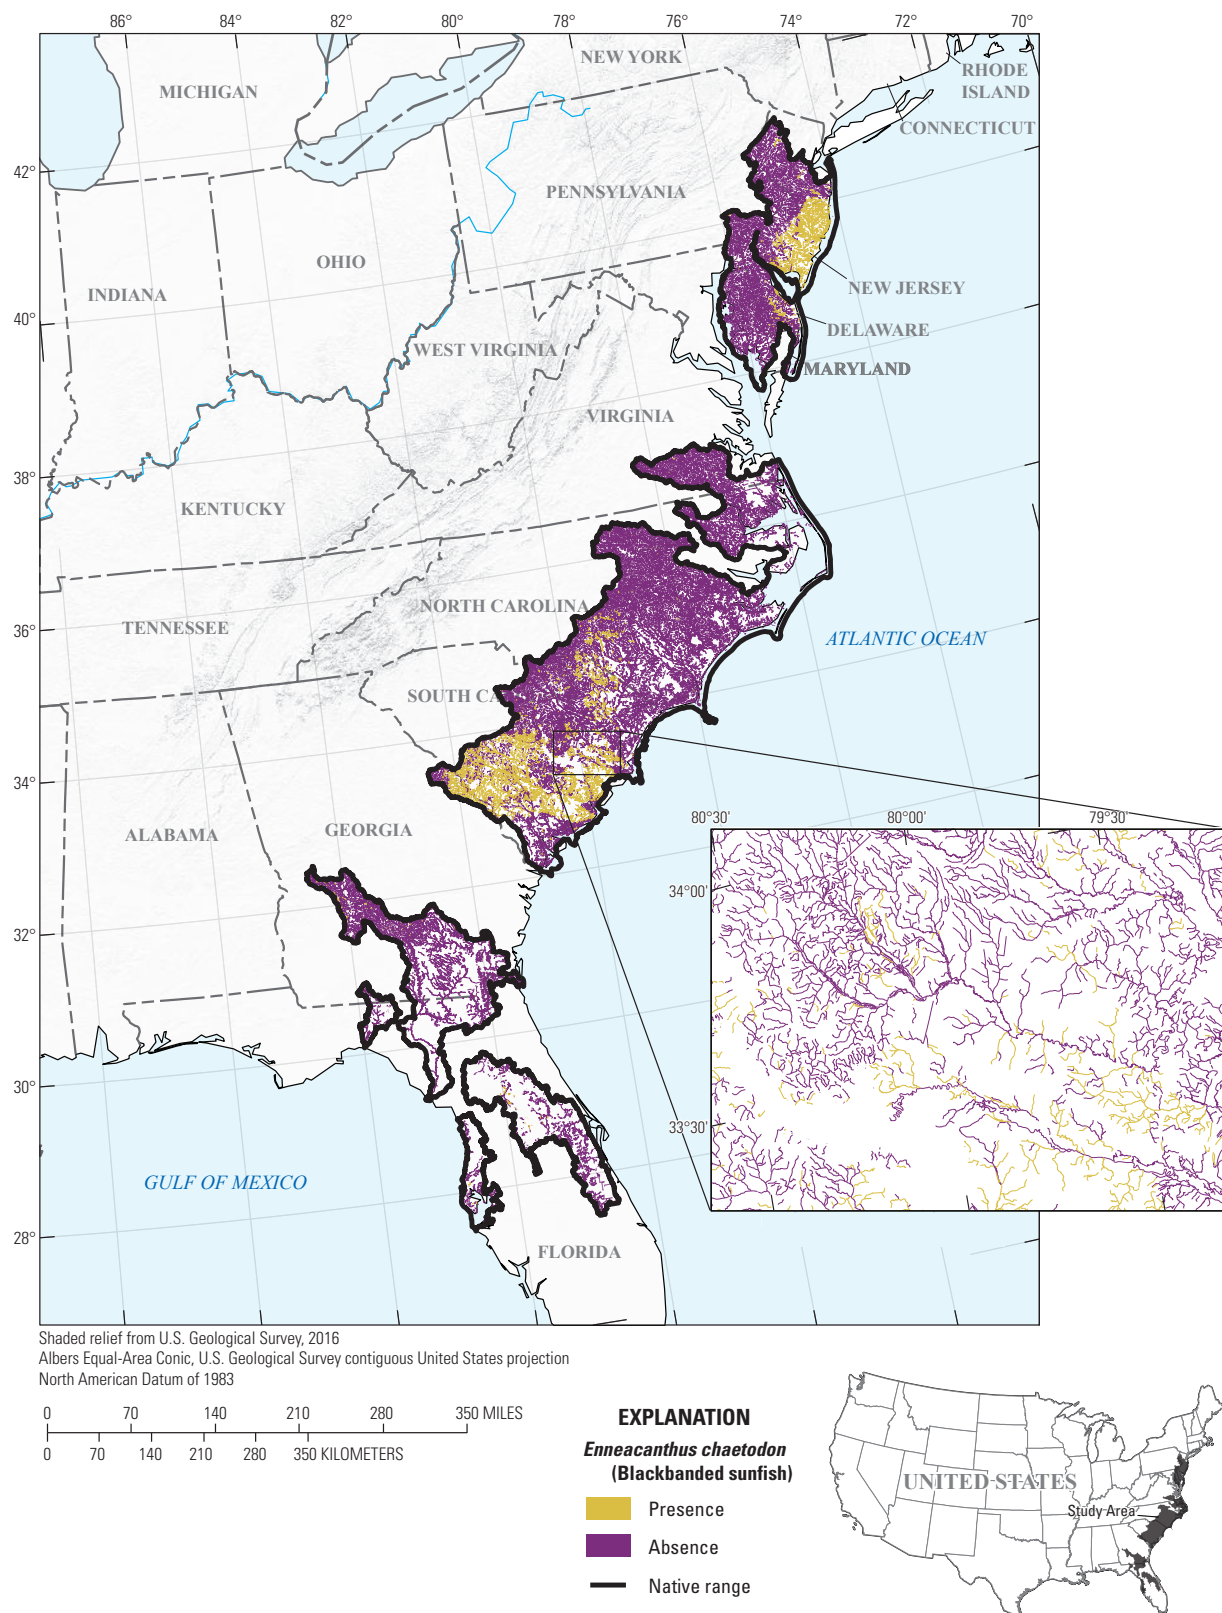 86°
84°
82°
80°
78°
76°
74°
72°
70°
NEW YORK
MICHIGAN
RHODE
ISLAND
CONNECTICUT
42°
PENNSYLVANIA
OHIO
INDIANA
NEW JERSEY
40°
DELAWARE
WEST VIRGINIA
MARYLAND
VIRGINIA
38°
KENTUCKY
NORTH CAROLINA
36°
TENNESSEE
ATLANTIC OCEAN
SOUTH CA
34°
ALABAMA
GEORGIA
80°30'
80°00'
79°30'
34°00'
32°
33°30'
30°
GULF OF MEXICO
28°
FLORIDA
Shaded relief from U.S. Geological Survey, 2016
Albers Equal-Area Conic, U.S. Geological Survey contiguous United States projection
North American Datum of 1983
0 70 140 210 280 350 MILES
0 70 140 210 280 350 KILOMETERS
EXPLANATION
Enneacanthus chaetodon
(Blackbanded sunfish)
Presence
Absence
Native range
UNITED STATES
Study Area